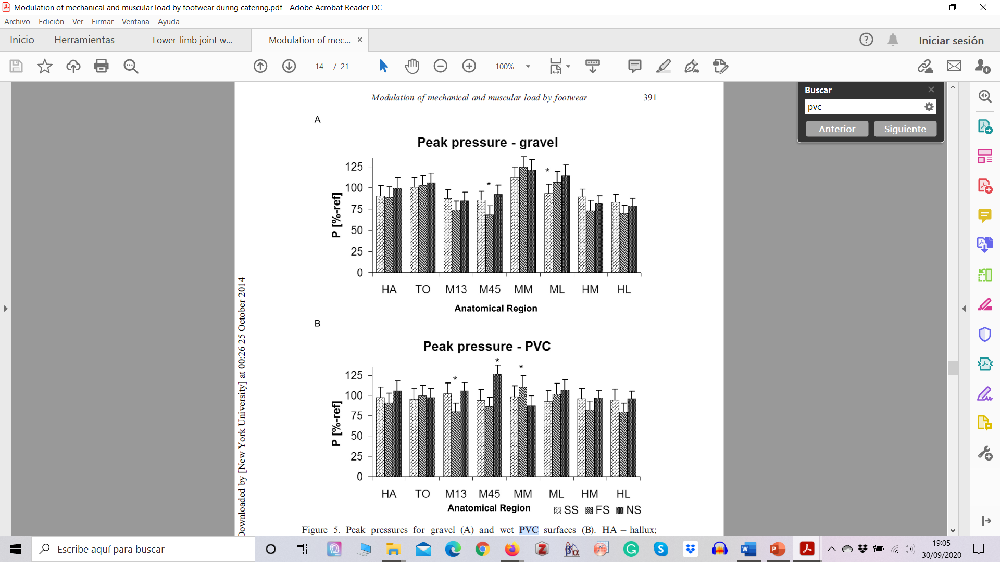 Modulation of mechanical and muscular load by footwear during catering.pdf - Adobe Acrobat Reader DC
Archivo Edición Ver Firmar Ventana Ayuda
Inicio Herramientas Lower-limb joint w... Modulation of mec... × Iniciar sesión
14 / 21 100%
Buscar
pvc
Anterior Siguiente
Modulation of mechanical and muscular load by footwear 391
A
Peak pressure - gravel
P [%-ref]
125
100
75
50
25
0
* *
HA TO M13 M45 MM ML HM HL
Anatomical Region
B
Peak pressure - PVC
P [%-ref]
125
100
75
50
25
0
* * *
HA TO M13 M45 MM ML HM HL
Anatomical Region
SS FS NS
Figure 5. Peak pressures for gravel (A) and wet PVC surfaces (B). HA = hallux;
Downloaded by [New York University] at 00:26 25 October 2014
Escribe aquí para buscar
19:05
30/09/2020